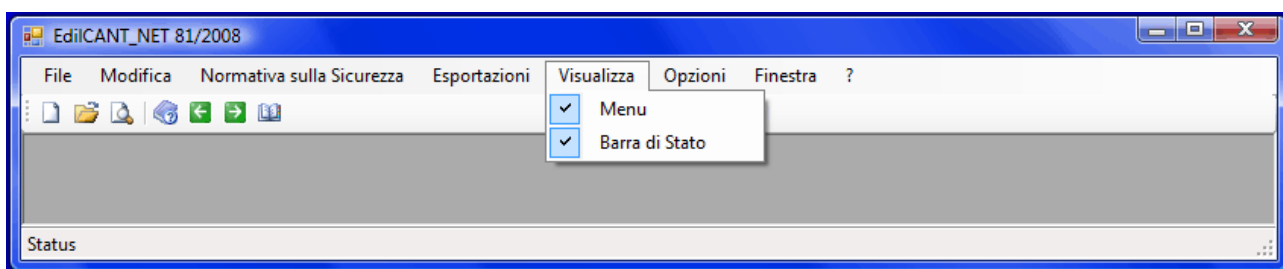 EdilCANT_NET 81/2008
File Modifica Normativa sulla Sicurezza Esportazioni Visualizza Opzioni Finestra ?
Menu
Barra di Stato
Status